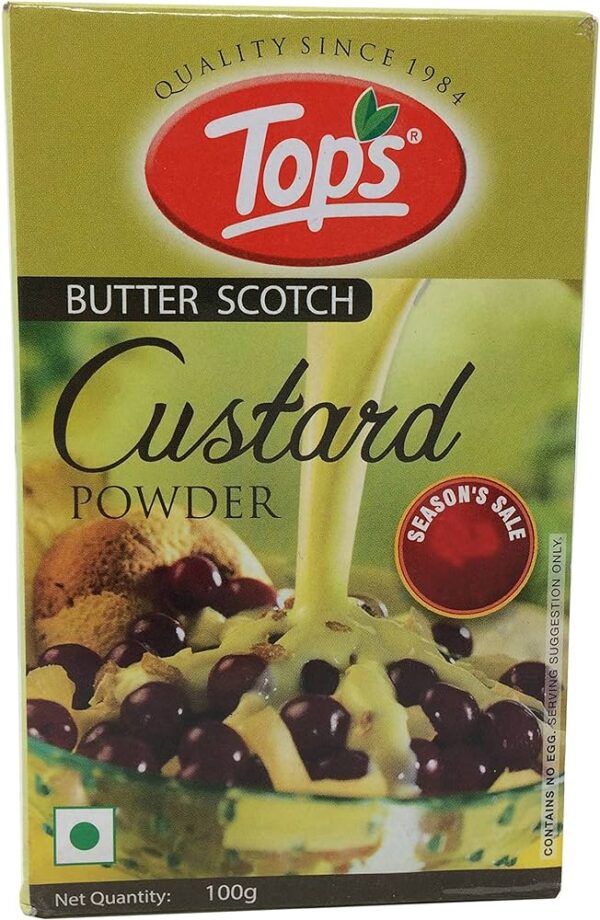 QUALITY SINCE 1984
Tops®
BUTTER SCOTCH
Custard
POWDER
SEASON'S SALE
CONTAINS NO EGG. SERVING SUGGESTION ONLY.
Net Quantity: 100g